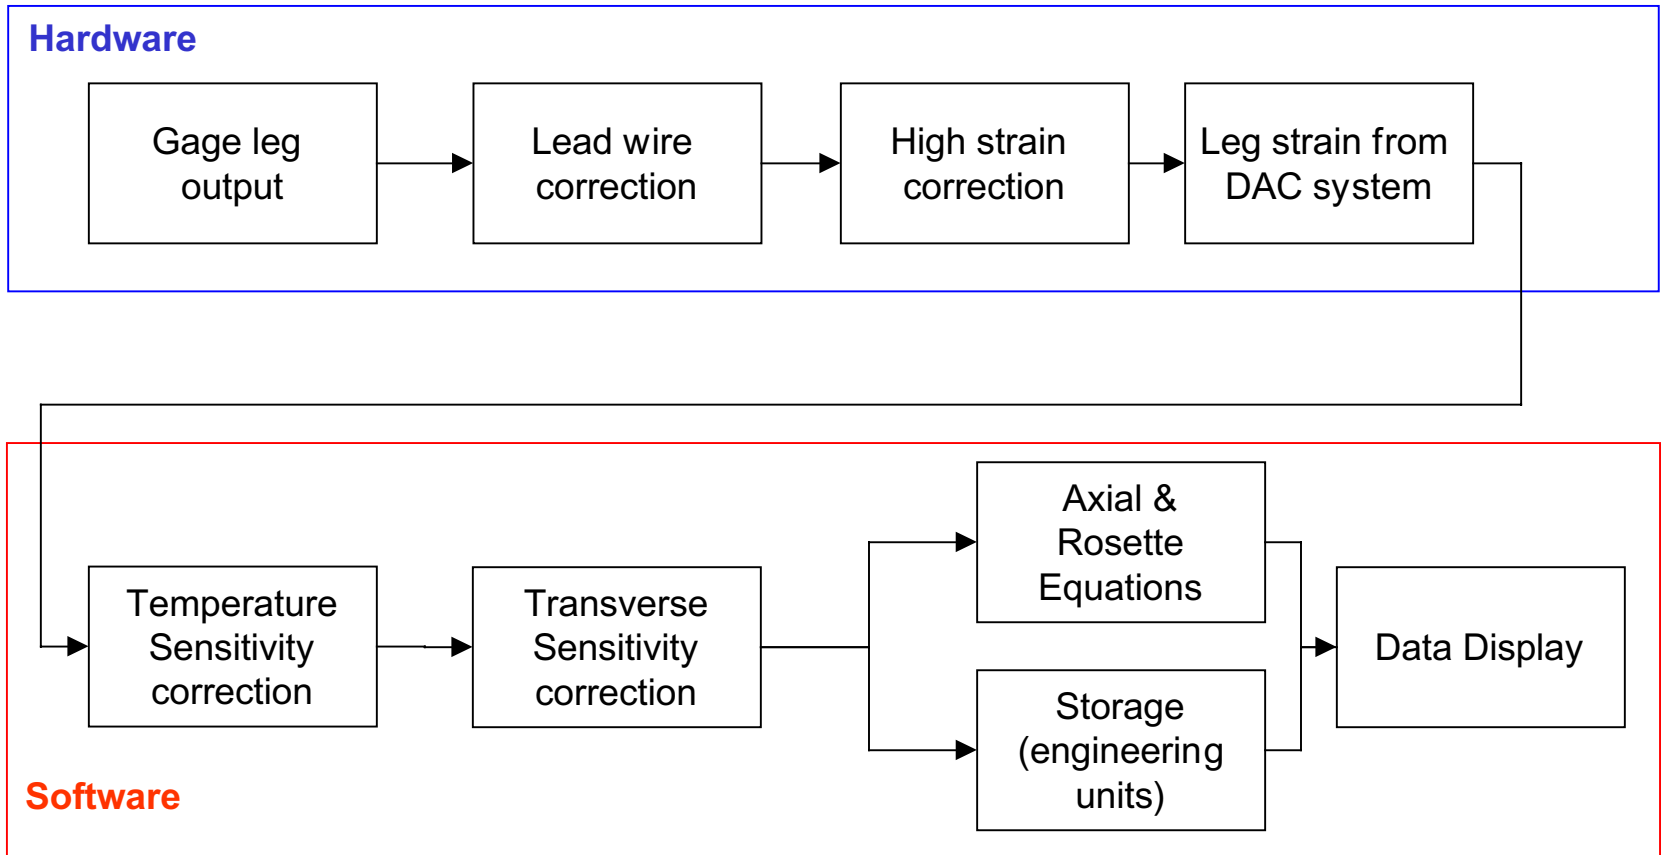 Hardware
Gage leg
output
Lead wire
correction
High strain
correction
Leg strain from
DAC system
Temperature
Sensitivity
correction
Transverse
Sensitivity
correction
Axial &
Rosette
Equations
Storage
(engineering
units)
Data Display
Software